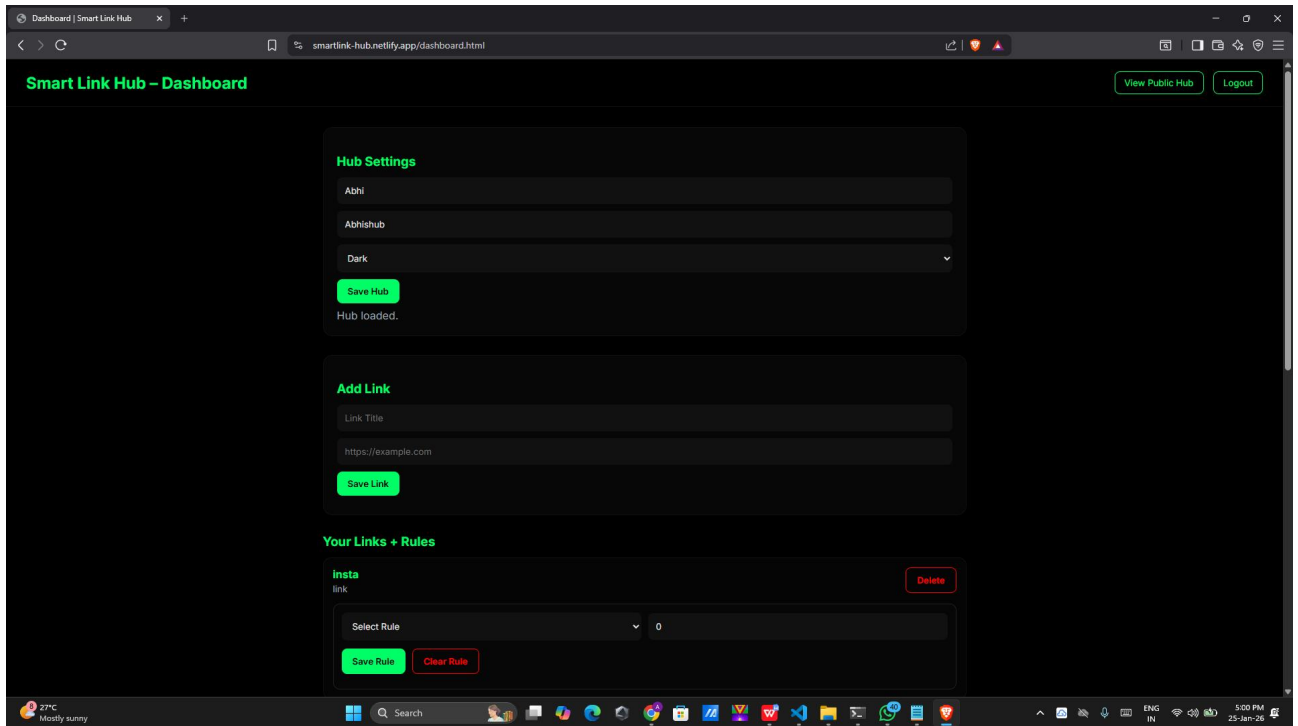 Dashboard | Smart Link Hub
smartlink-hub.netlify.app/dashboard.html
Smart Link Hub – Dashboard
View Public Hub
Logout
Hub Settings
Abhi
Abhishub
Dark
Save Hub
Hub loaded.
Add Link
Link Title
https://example.com
Save Link
Your Links + Rules
insta
link
Delete
Select Rule
0
Save Rule
Clear Rule
8
27°C
Mostly sunny
Search
ENG
IN
5:00 PM
25-Jan-26